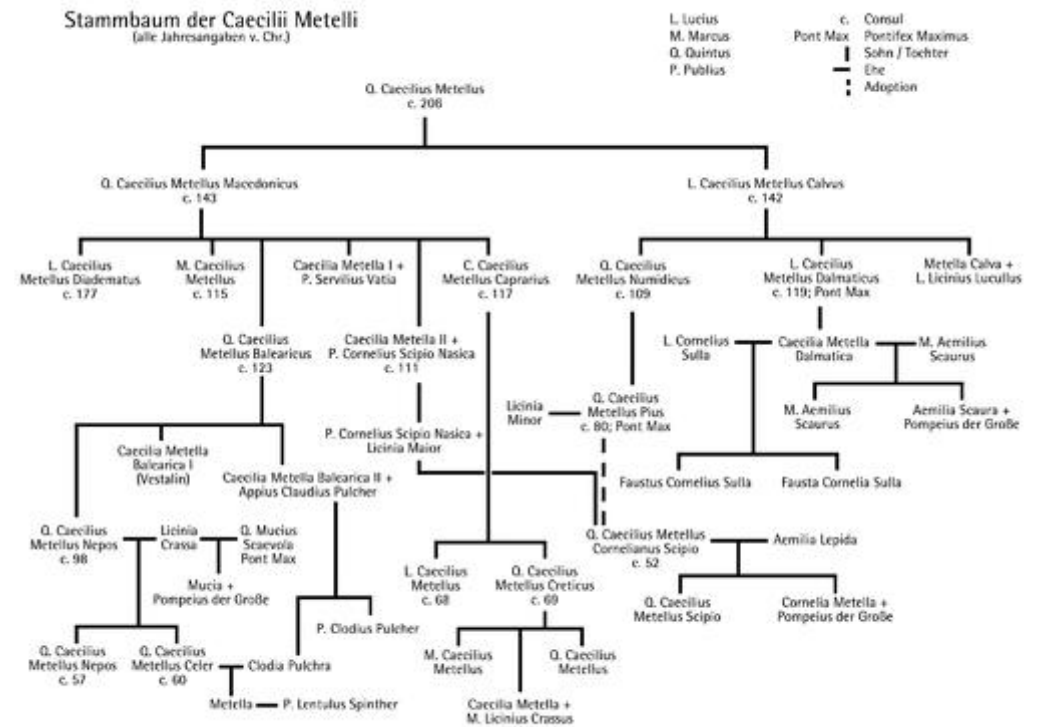 Stammbaum der Caecilii Metelli
(alle Jahresangaben v. Chr.)
L. Lucius
M. Marcus
Q. Quintus
P. Publius
c. Consul
Pont Max Pontifex Maximus
Sohn / Tochter
Ehe
Adoption
Q. Caecilius Metellus
c. 206
Q. Caecilius Metellus Macedonicus
c. 143
L. Caecilius Metellus Calvus
c. 142
L. Caecilius
Metellus Diadematus
c. 177
M. Caecilius
Metellus
c. 115
Caecilia Metella I +
P. Servilius Vatia
C. Caecilius
Metellus Caprarius
c. 117
Q. Caecilius
Metellus Numidicus
c. 109
L. Caecilius
Metellus Dalmaticus
c. 119; Pont Max
Metella Calva +
L. Licinius Lucullus
Q. Caecilius
Metellus Balearicus
c. 123
Caecilia Metella II +
P. Cornelius Scipio Nasica
c. 111
L. Cornelius
Sulla
Caecilia Metella
Dalmatica
M. Aemilius
Scaurus
Licinia
Minor
Q. Caecilius
Metellus Pius
c. 80; Pont Max
M. Aemilius
Scaurus
Aemilia Scaura +
Pompeius der Große
P. Cornelius Scipio Nasica +
Licinia Maior
Caecilia Metella
Balearica I
(Vestalin)
Caecilia Metella Balearica II +
Appius Claudius Pulcher
Faustus Cornelius Sulla
Fausta Cornelia Sulla
Q. Caecilius
Metellus Nepos
c. 98
Licinia
Crassa
Q. Mucius
Scaevola
Pont Max
Q. Caecilius Metellus
Cornelianus Scipio
c. 52
Aemilia Lepida
Mucia +
Pompeius der Große
L. Caecilius
Metellus
c. 68
Q. Caecilius
Metellus Creticus
c. 69
Q. Caecilius
Metellus Scipio
Cornelia Metella +
Pompeius der Große
P. Clodius Pulcher
Q. Caecilius
Metellus Nepos
c. 57
Q. Caecilius
Metellus Celer
c. 60
Clodia Pulchra
M. Caecilius
Metellus
Q. Caecilius
Metellus
Metella
P. Lentulus Spinther
Caecilia Metella +
M. Licinius Crassus